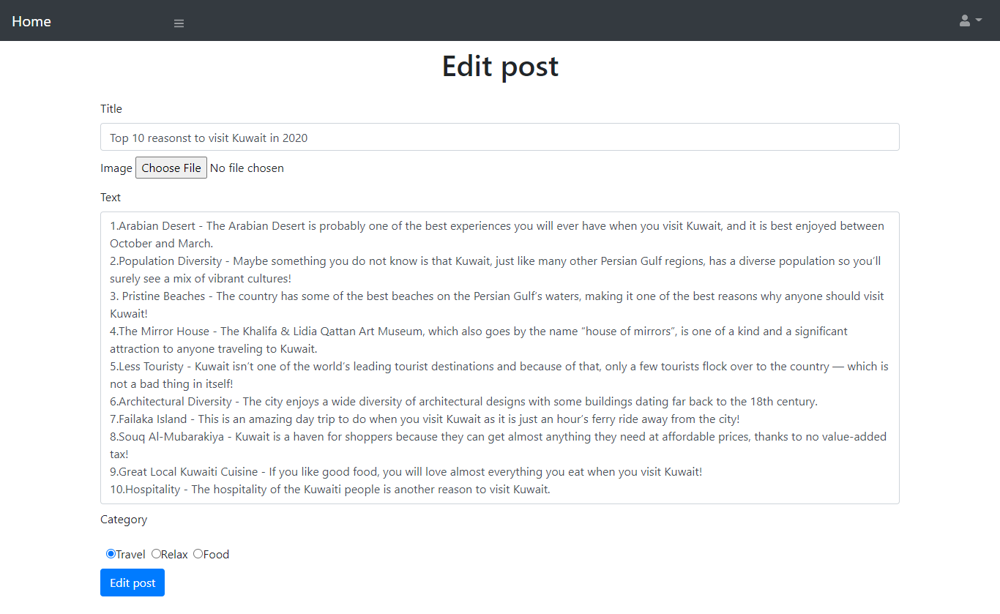 Home
Edit post
Title
Top 10 reasonst to visit Kuwait in 2020
Image Choose File No file chosen
Text
1.Arabian Desert - The Arabian Desert is probably one of the best experiences you will ever have when you visit Kuwait, and it is best enjoyed between
October and March.
2.Population Diversity - Maybe something you do not know is that Kuwait, just like many other Persian Gulf regions, has a diverse population so you’ll
surely see a mix of vibrant cultures!
3. Pristine Beaches - The country has some of the best beaches on the Persian Gulf’s waters, making it one of the best reasons why anyone should visit
Kuwait!
4.The Mirror House - The Khalifa & Lidia Qattan Art Museum, which also goes by the name “house of mirrors”, is one of a kind and a significant
attraction to anyone traveling to Kuwait.
5.Less Touristy - Kuwait isn’t one of the world’s leading tourist destinations and because of that, only a few tourists flock over to the country — which is
not a bad thing in itself!
6.Architectural Diversity - The city enjoys a wide diversity of architectural designs with some buildings dating far back to the 18th century.
7.Failaka Island - This is an amazing day trip to do when you visit Kuwait as it is just an hour’s ferry ride away from the city!
8.Souq Al-Mubarakiya - Kuwait is a haven for shoppers because they can get almost anything they need at affordable prices, thanks to no value-added
tax!
9.Great Local Kuwaiti Cuisine - If you like good food, you will love almost everything you eat when you visit Kuwait!
10.Hospitality - The hospitality of the Kuwaiti people is another reason to visit Kuwait.
Category
Travel Relax Food
Edit post